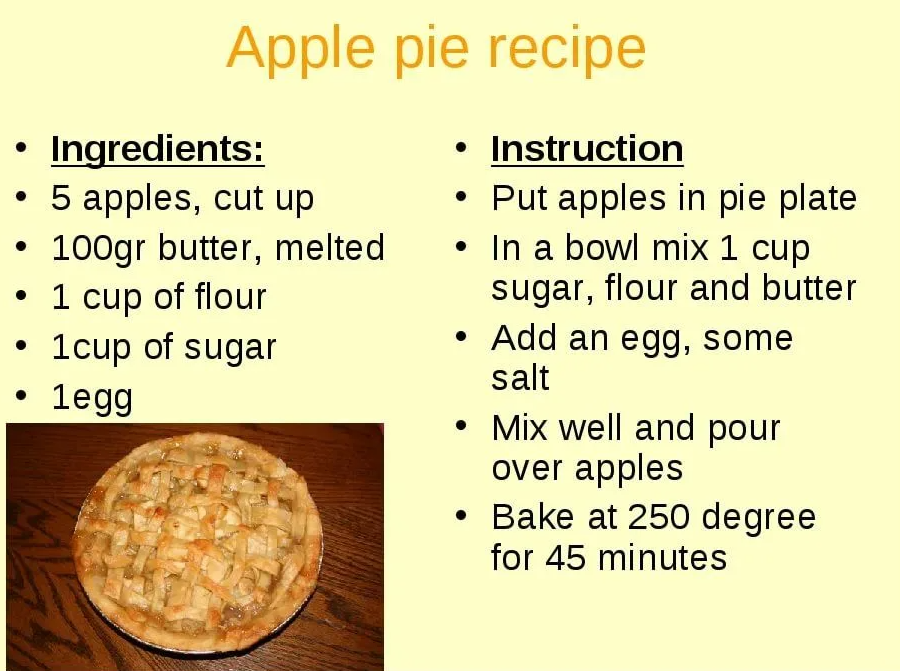 Apple pie recipe
• Ingredients:
• 5 apples, cut up
• 100gr butter, melted
• 1 cup of flour
• 1cup of sugar
• 1egg
• Instruction
• Put apples in pie plate
• In a bowl mix 1 cup
sugar, flour and butter
• Add an egg, some
salt
• Mix well and pour
over apples
• Bake at 250 degree
for 45 minutes